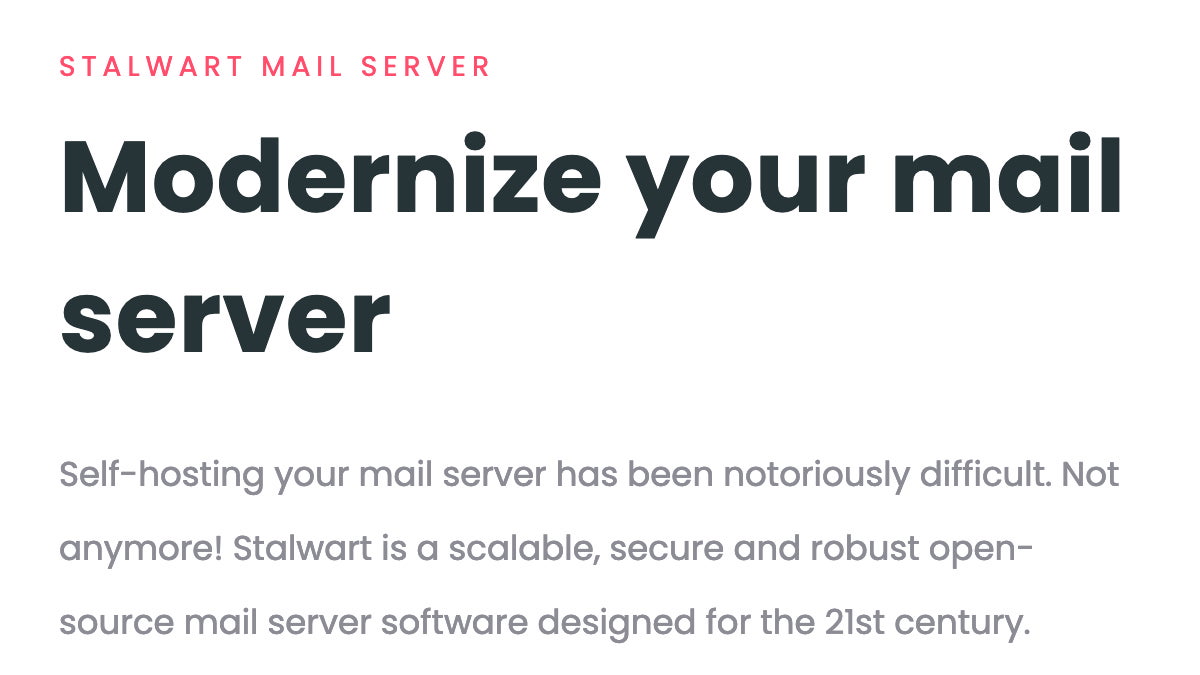 STALWART MAIL SERVER
Modernize your mail
server
Self-hosting your mail server has been notoriously difficult. Not
anymore! Stalwart is a scalable, secure and robust open-
source mail server software designed for the 21st century.